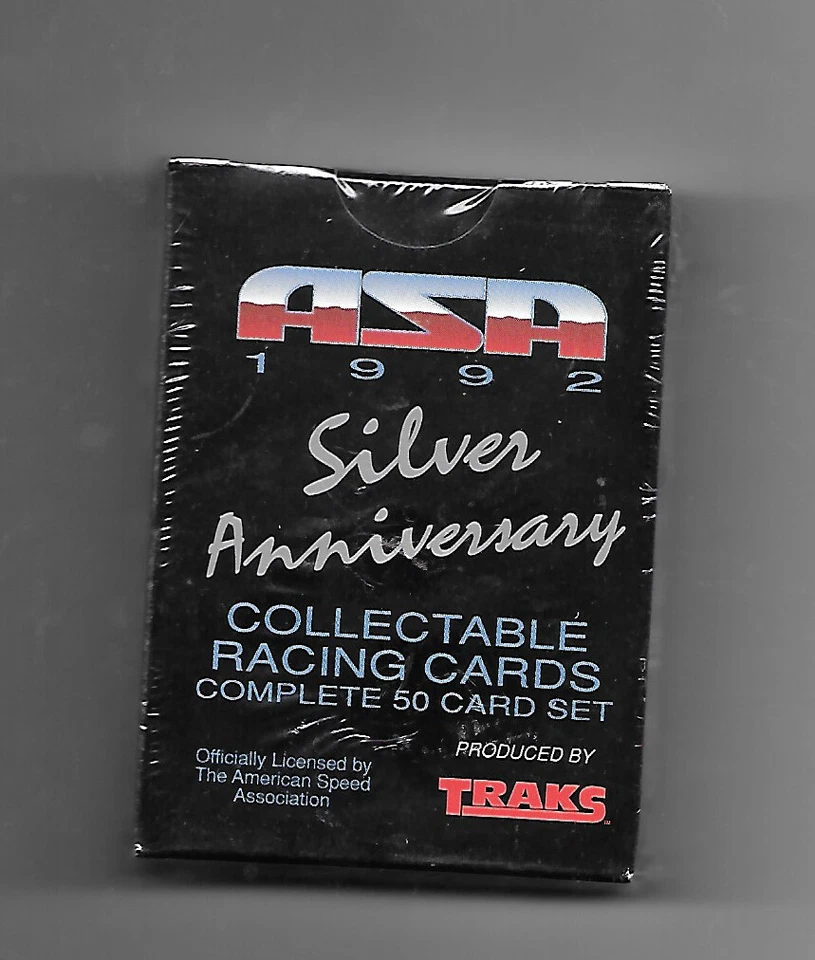 ASA
1992
Silver
Anniversary
COLLECTABLE
RACING CARDS
COMPLETE 50 CARD SET
Officially Licensed by
The American Speed
Association
PRODUCED BY
TRAKS